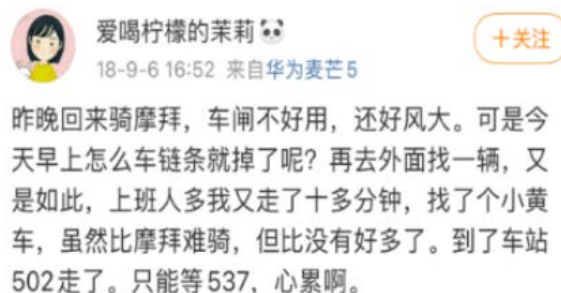 爱喝柠檬的茉莉🐼
+关注
18-9-6 16:52 来自华为麦芒5
昨晚回来骑摩拜，车闸不好用，还好风大。可是今
天早上怎么车链条就掉了呢？再去外面找一辆，又
是如此，上班人多我又走了十多分钟，找了个小黄
车，虽然比摩拜难骑，但比没有好多了。到了车站
502走了。只能等537，心累啊。